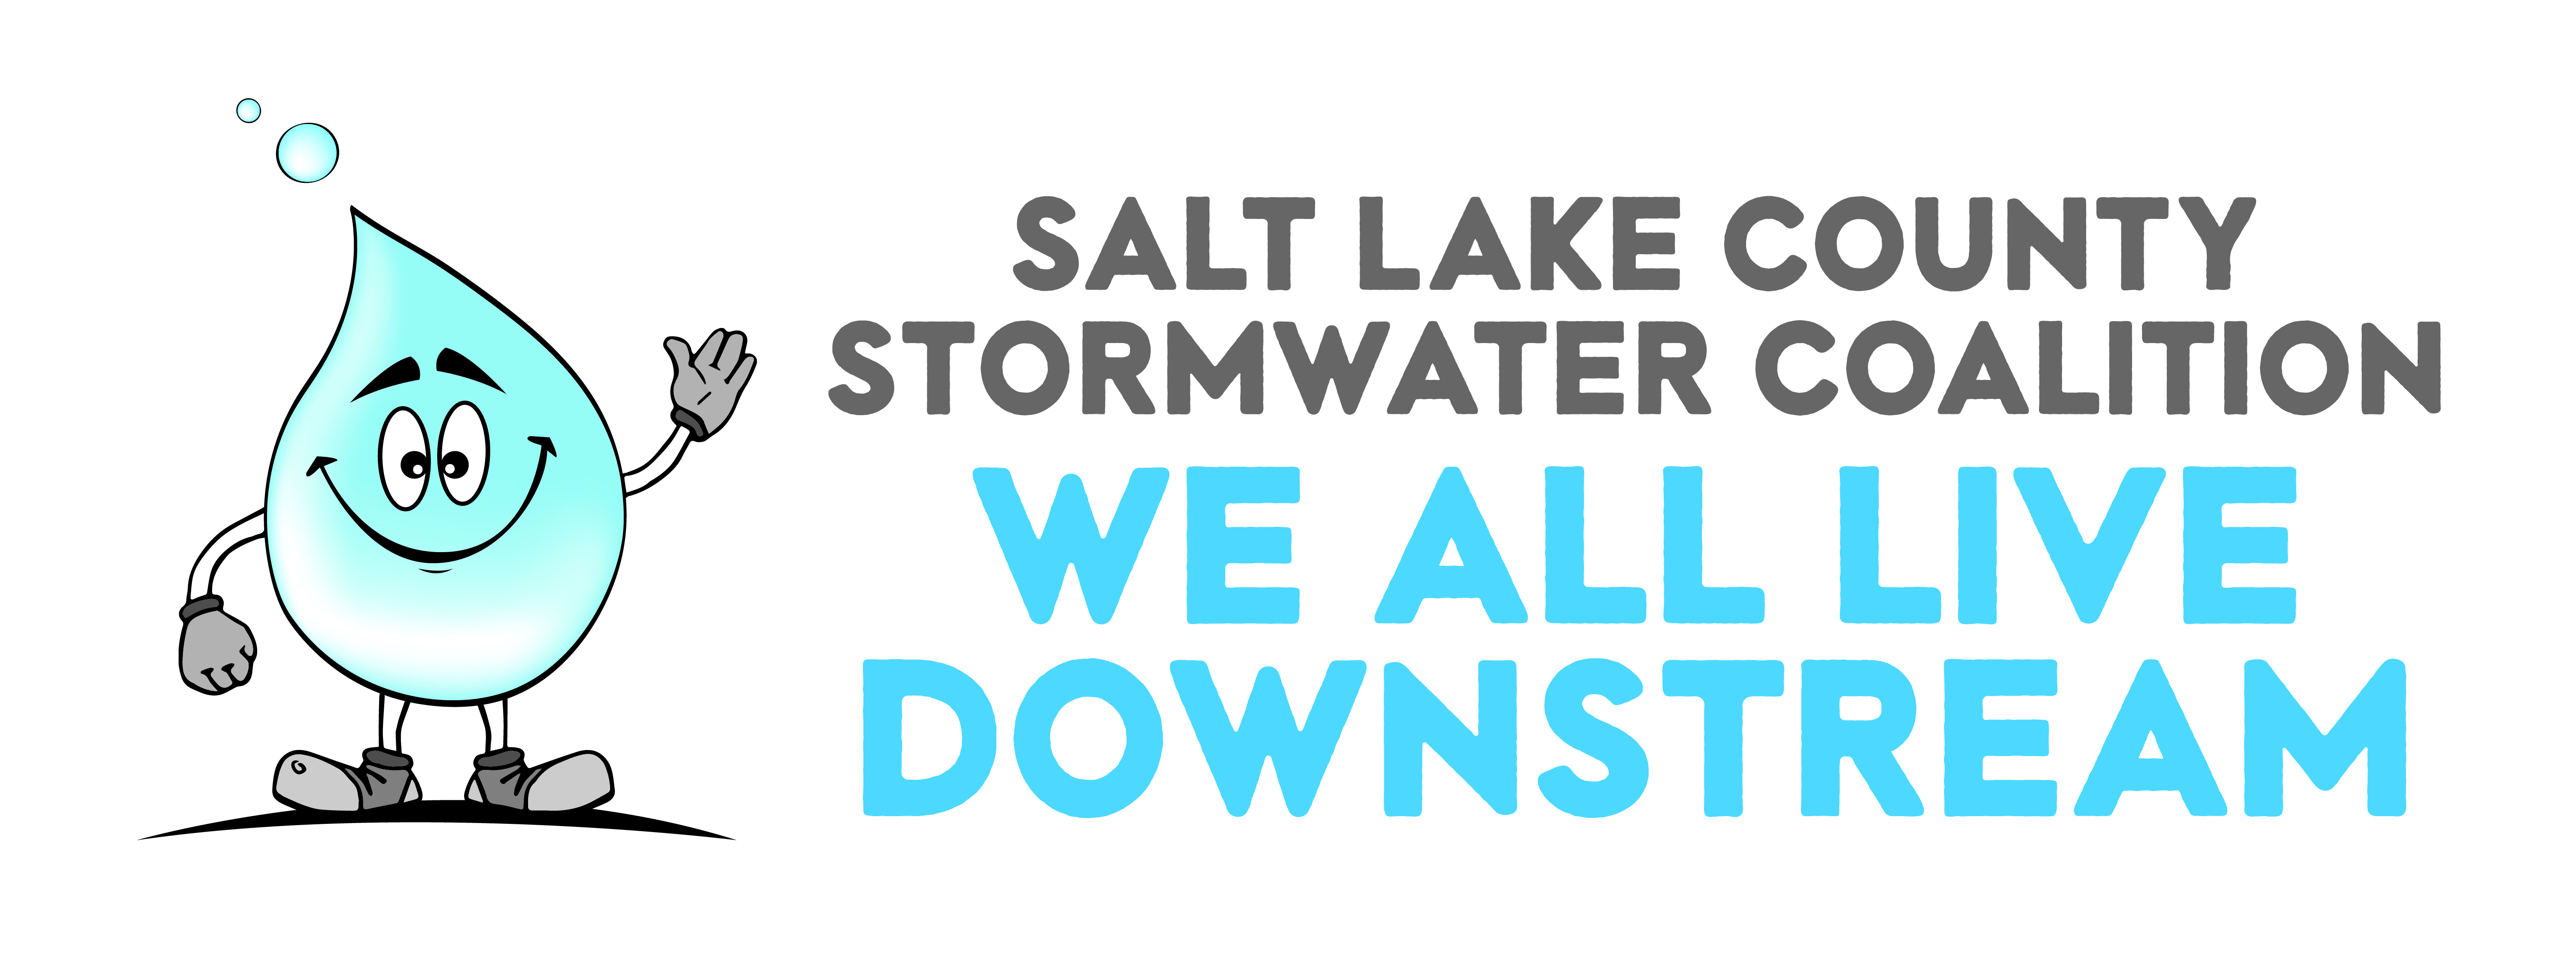 SALT LAKE COUNTY
STORMWATER COALITION
WE ALL LIVE
DOWNSTREAM